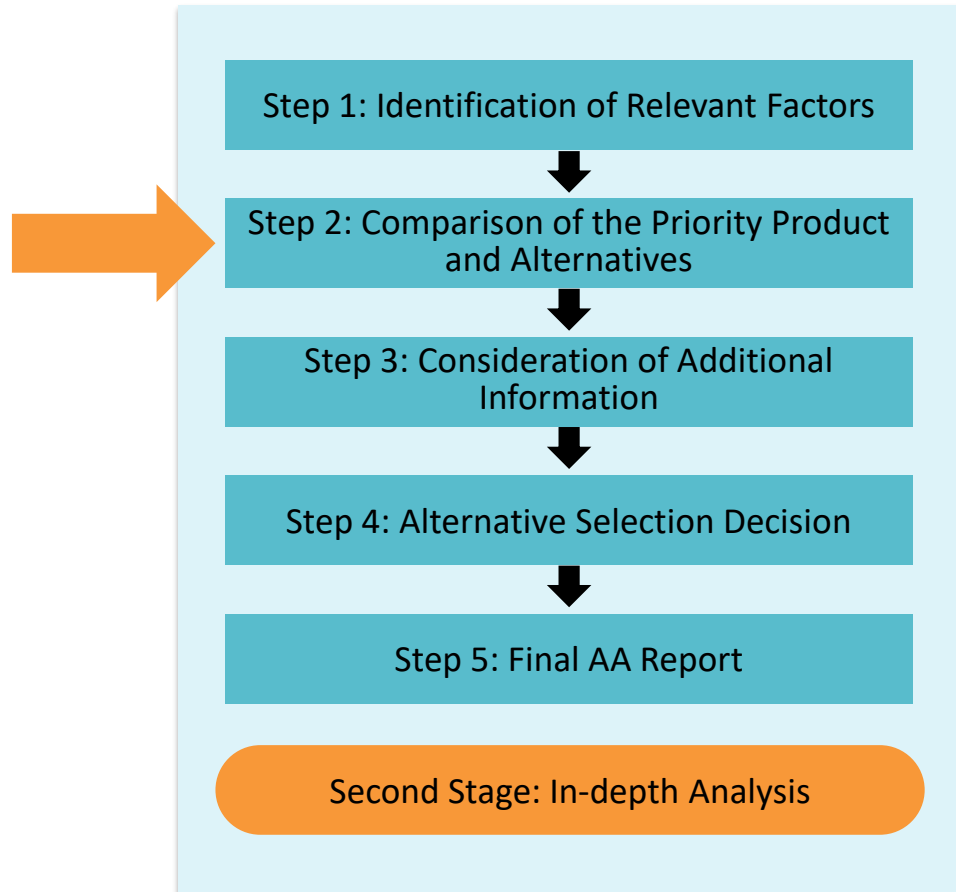 Step 1: Identification of Relevant Factors
Step 2: Comparison of the Priority Product
and Alternatives
Step 3: Consideration of Additional
Information
Step 4: Alternative Selection Decision
Step 5: Final AA Report
Second Stage: In-depth Analysis